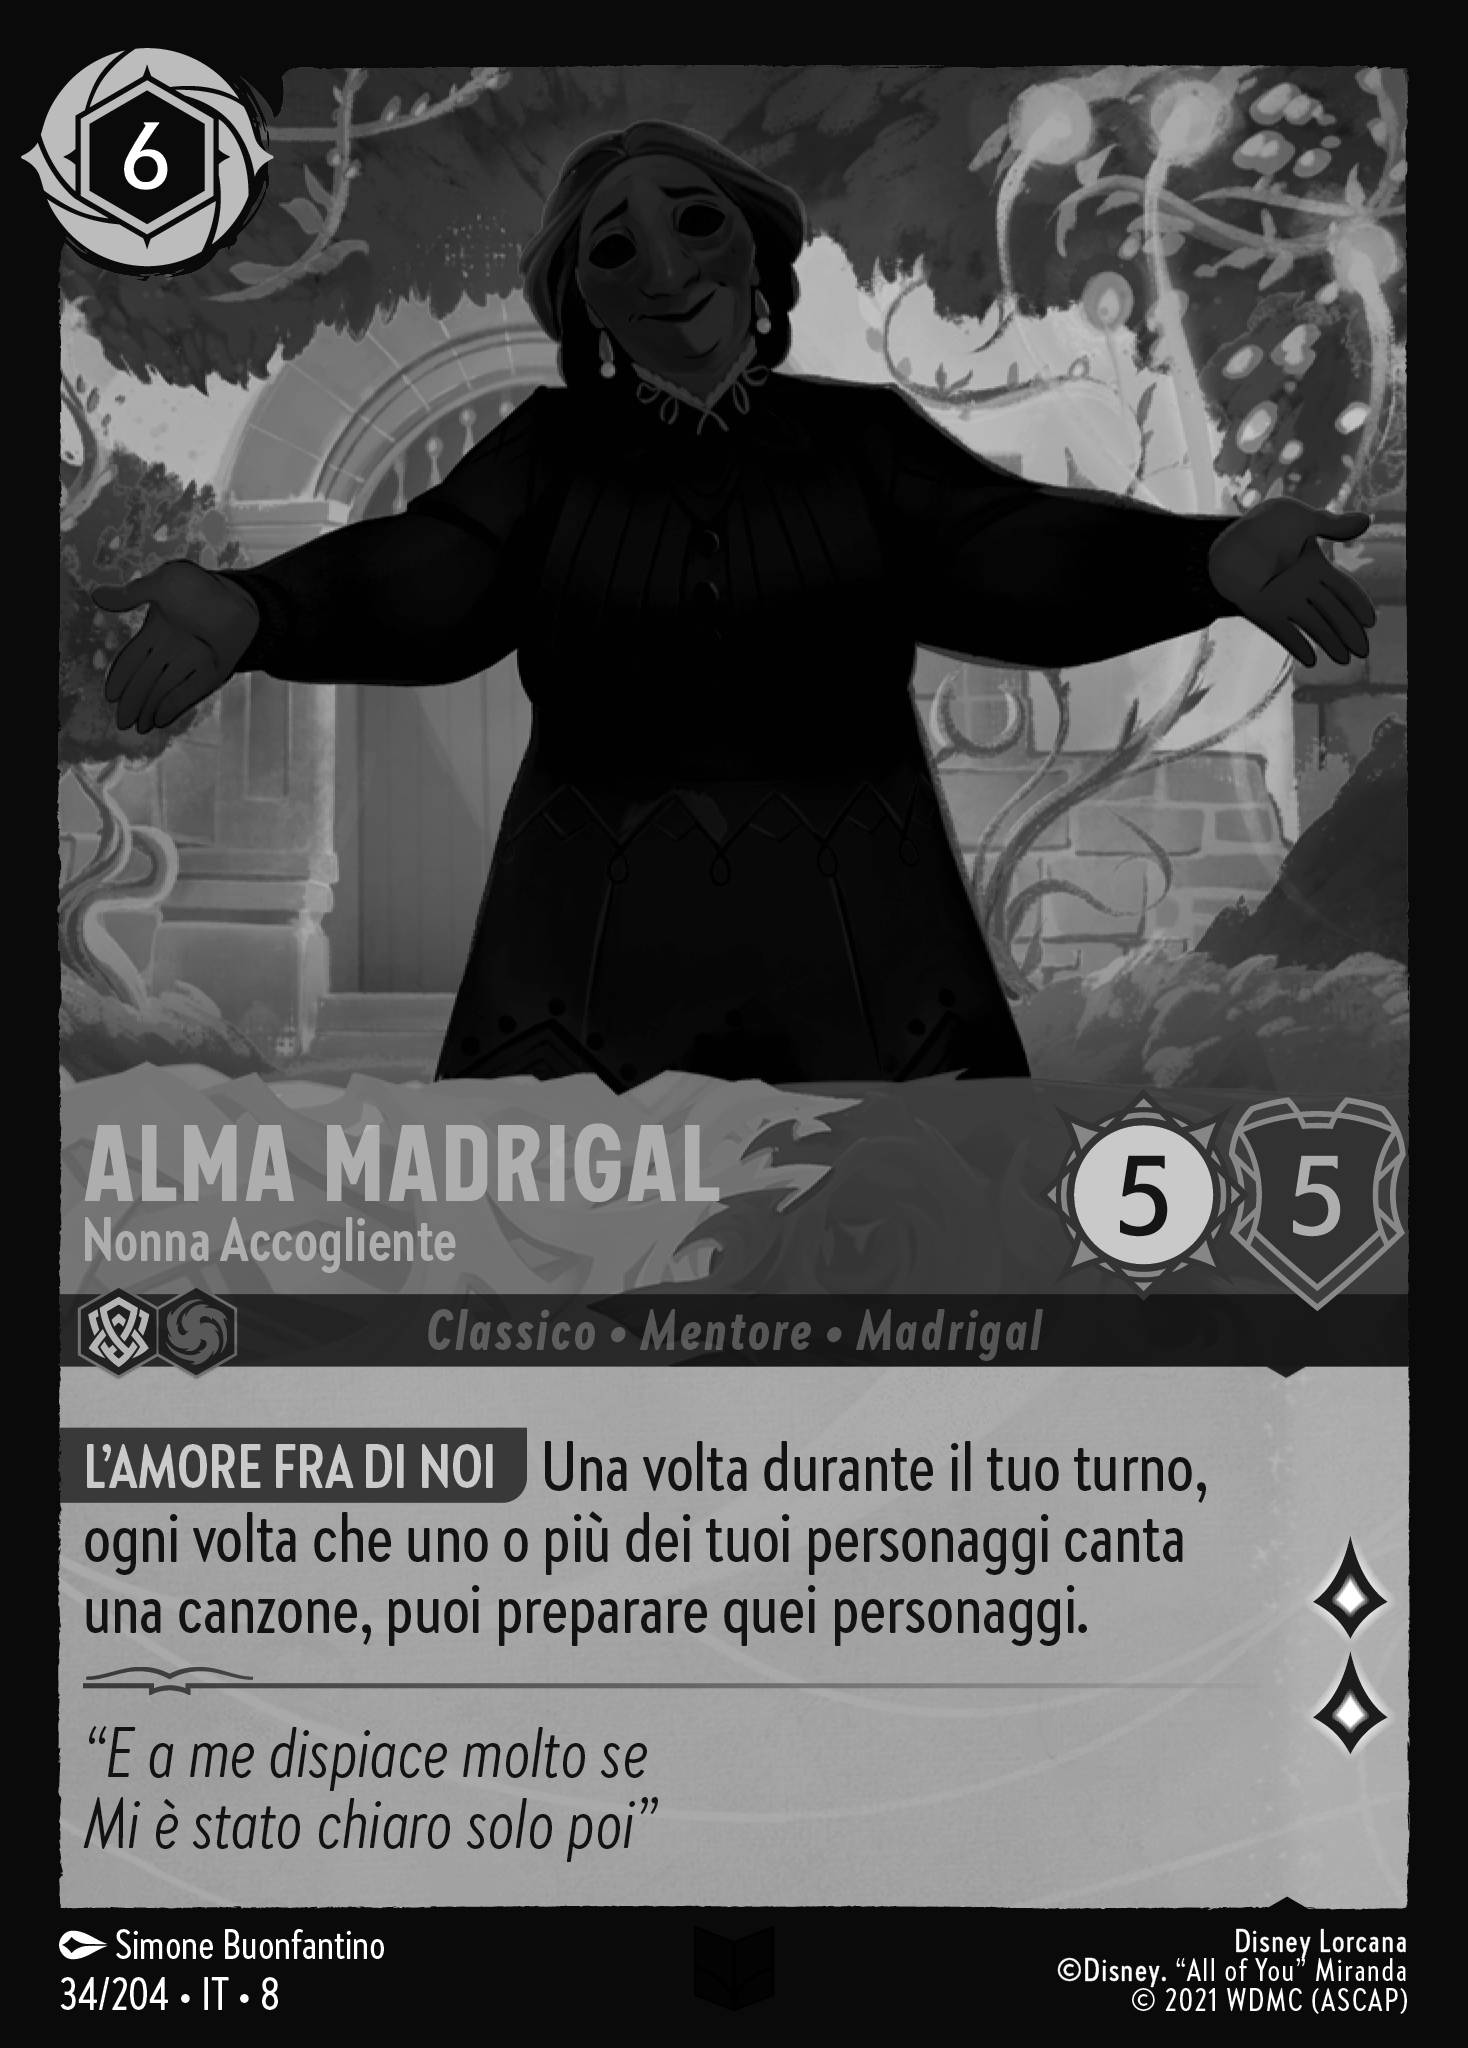 6
ALMA MADRIGAL
Nonna Accogliente
5
5
Classico • Mentore • Madrigal
L’AMORE FRA DI NOI Una volta durante il tuo turno,
ogni volta che uno o più dei tuoi personaggi canta
una canzone, puoi preparare quei personaggi.
“E a me dispiace molto se
Mi è stato chiaro solo poi”
Simone Buonfantino
34/204 • IT • 8
Disney Lorcana
©Disney. “All of You” Miranda
© 2021 WDMC (ASCAP)